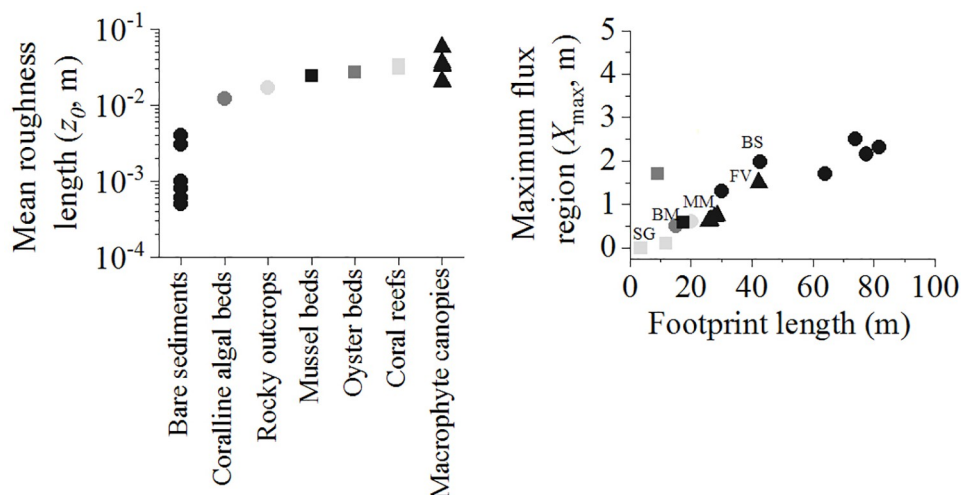 Mean roughness
length (z0, m)
10-1
10-2
10-3
10-4
Bare sediments
Coralline algal beds
Rocky outcrops
Mussel beds
Oyster beds
Coral reefs
Macrophyte canopies
Maximum flux
region (Xmax, m)
5
4
3
2
1
0
BS
FV
MM
BM
SG
0 20 40 60 80 100
Footprint length (m)